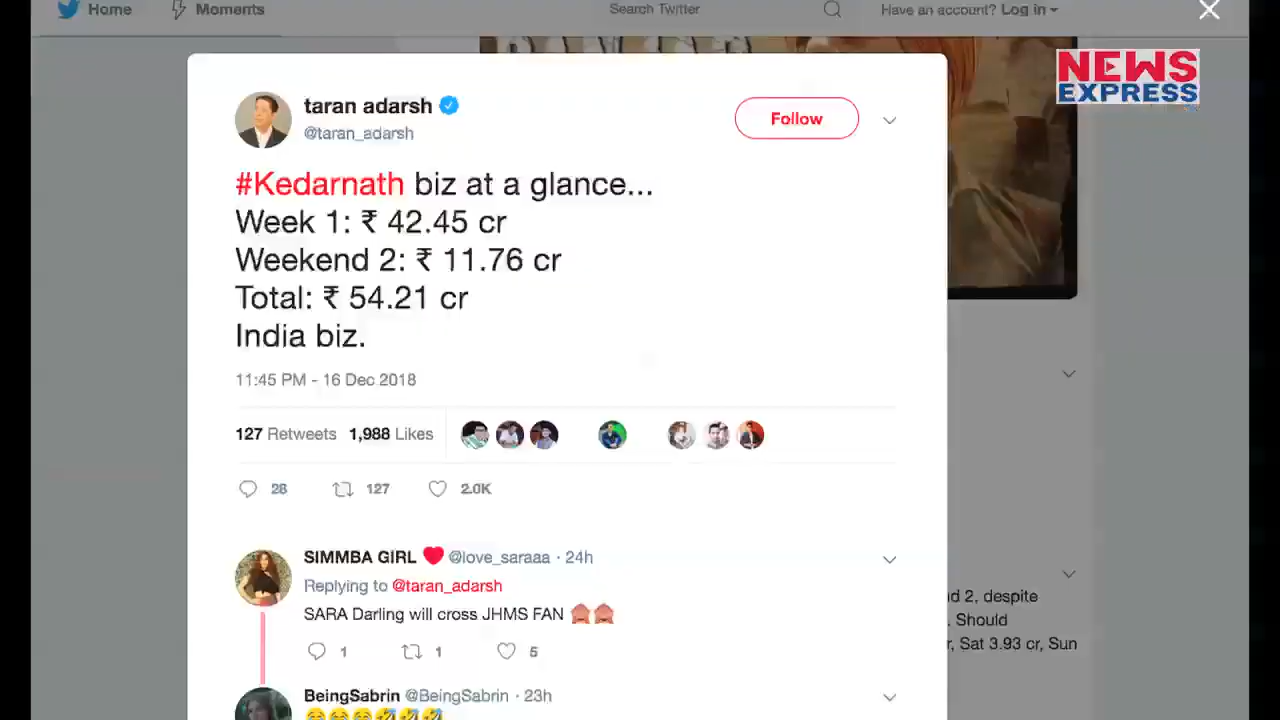 Home Moments Search Twitter Have an account? Log in
NEWS
EXPRESS
taran adarsh
@taran_adarsh
Follow
#Kedarnath biz at a glance...
Week 1: ₹ 42.45 cr
Weekend 2: ₹ 11.76 cr
Total: ₹ 54.21 cr
India biz.
11:45 PM - 16 Dec 2018
127 Retweets 1,988 Likes
28 127 2.0K
SIMMBA GIRL ❤️ @love_saraaa · 24h
Replying to @taran_adarsh
SARA Darling will cross JHMS FAN 🙈🙈
1 1 5
BeingSabrin @BeingSabrin · 23h
😂😂😂🤣🤣🤣
d 2, despite
. Should
r, Sat 3.93 cr, Sun